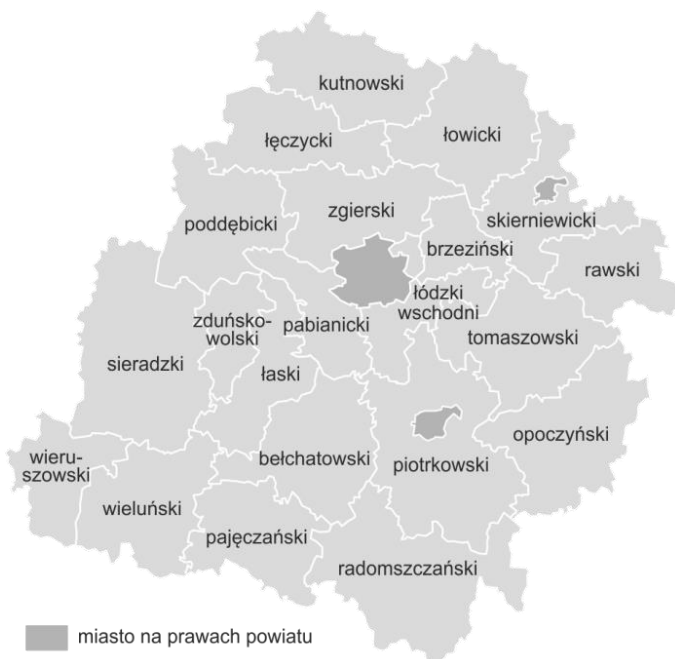 kutnowski
łęczycki
łowicki
poddębicki
zgierski
skierniewicki
brzeziński
rawski
łódzki
wschodni
zduńsko-
wolski
pabianicki
tomaszowski
sieradzki
łaski
opoczyński
wieru-
szowski
bełchatowski
piotrkowski
wieluński
pajęczański
radomszczański
miasto na prawach powiatu